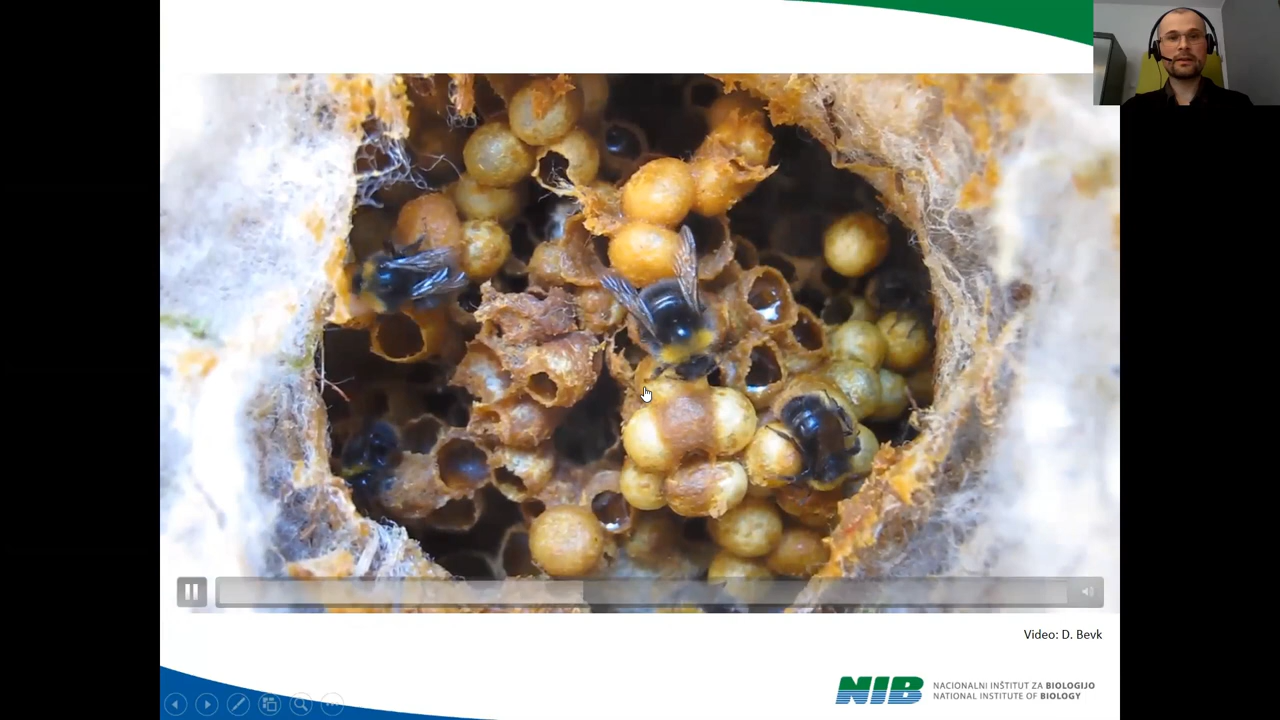 Video: D. Bevk
NIB
NACIONALNI INŠTITUT ZA BIOLOGIJO
NATIONAL INSTITUTE OF BIOLOGY